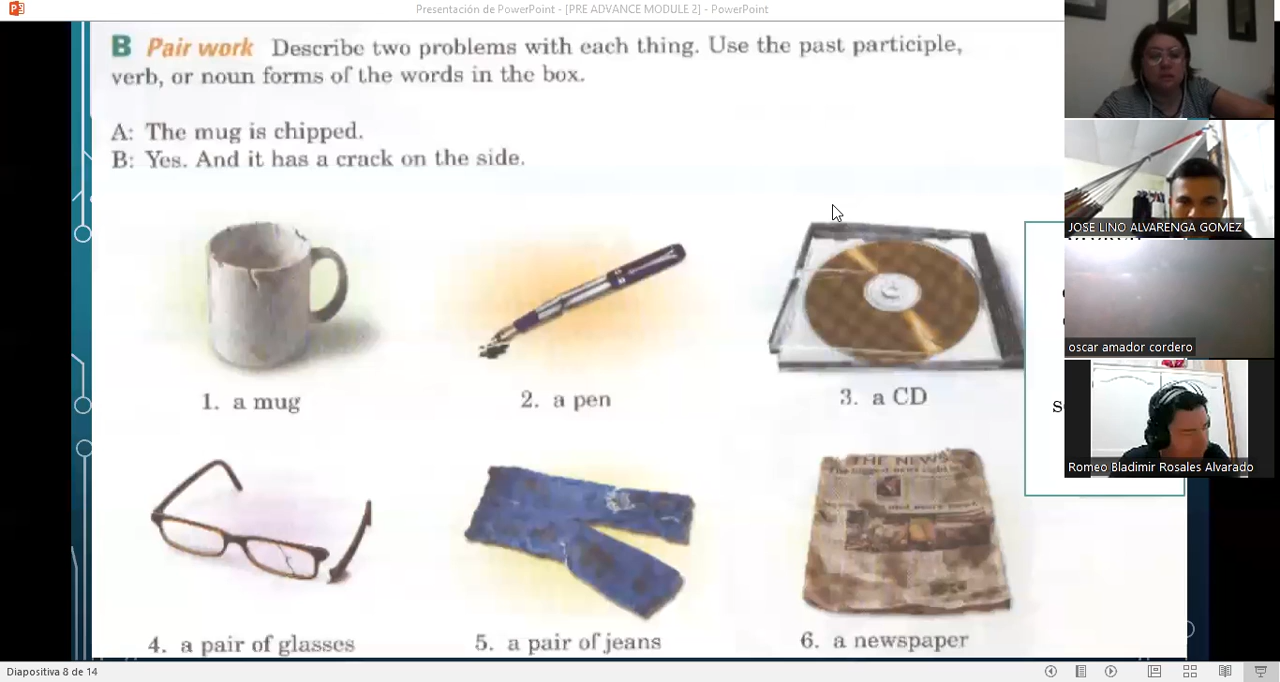 Presentación de PowerPoint - [PRE ADVANCE MODULE 2] - PowerPoint
B Pair work Describe two problems with each thing. Use the past participle,
verb, or noun forms of the words in the box.
A: The mug is chipped.
B: Yes. And it has a crack on the side.
1. a mug
2. a pen
3. a CD
THE NEWS
4. a pair of glasses
5. a pair of jeans
6. a newspaper
JOSE LINO ALVARENGA GOMEZ
oscar amador cordero
Romeo Bladimir Rosales Alvarado
Diapositiva 8 de 14